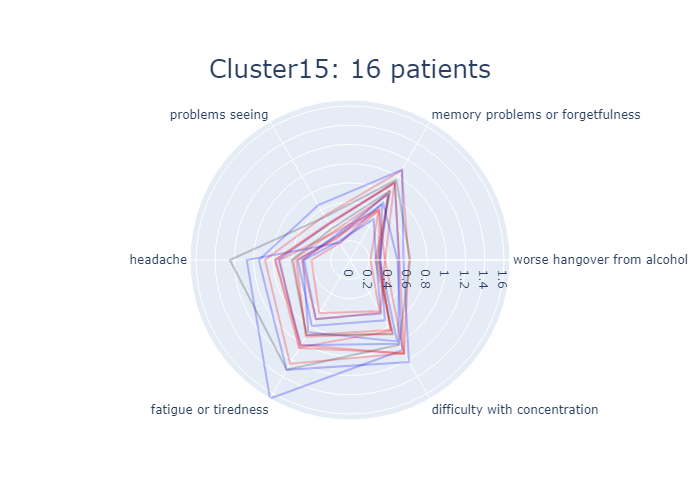 Cluster15: 16 patients
problems seeing
memory problems or forgetfulness
headache
worse hangover from alcohol
0
0.2
0.4
0.6
0.8
1
1.2
1.4
1.6
fatigue or tiredness
difficulty with concentration